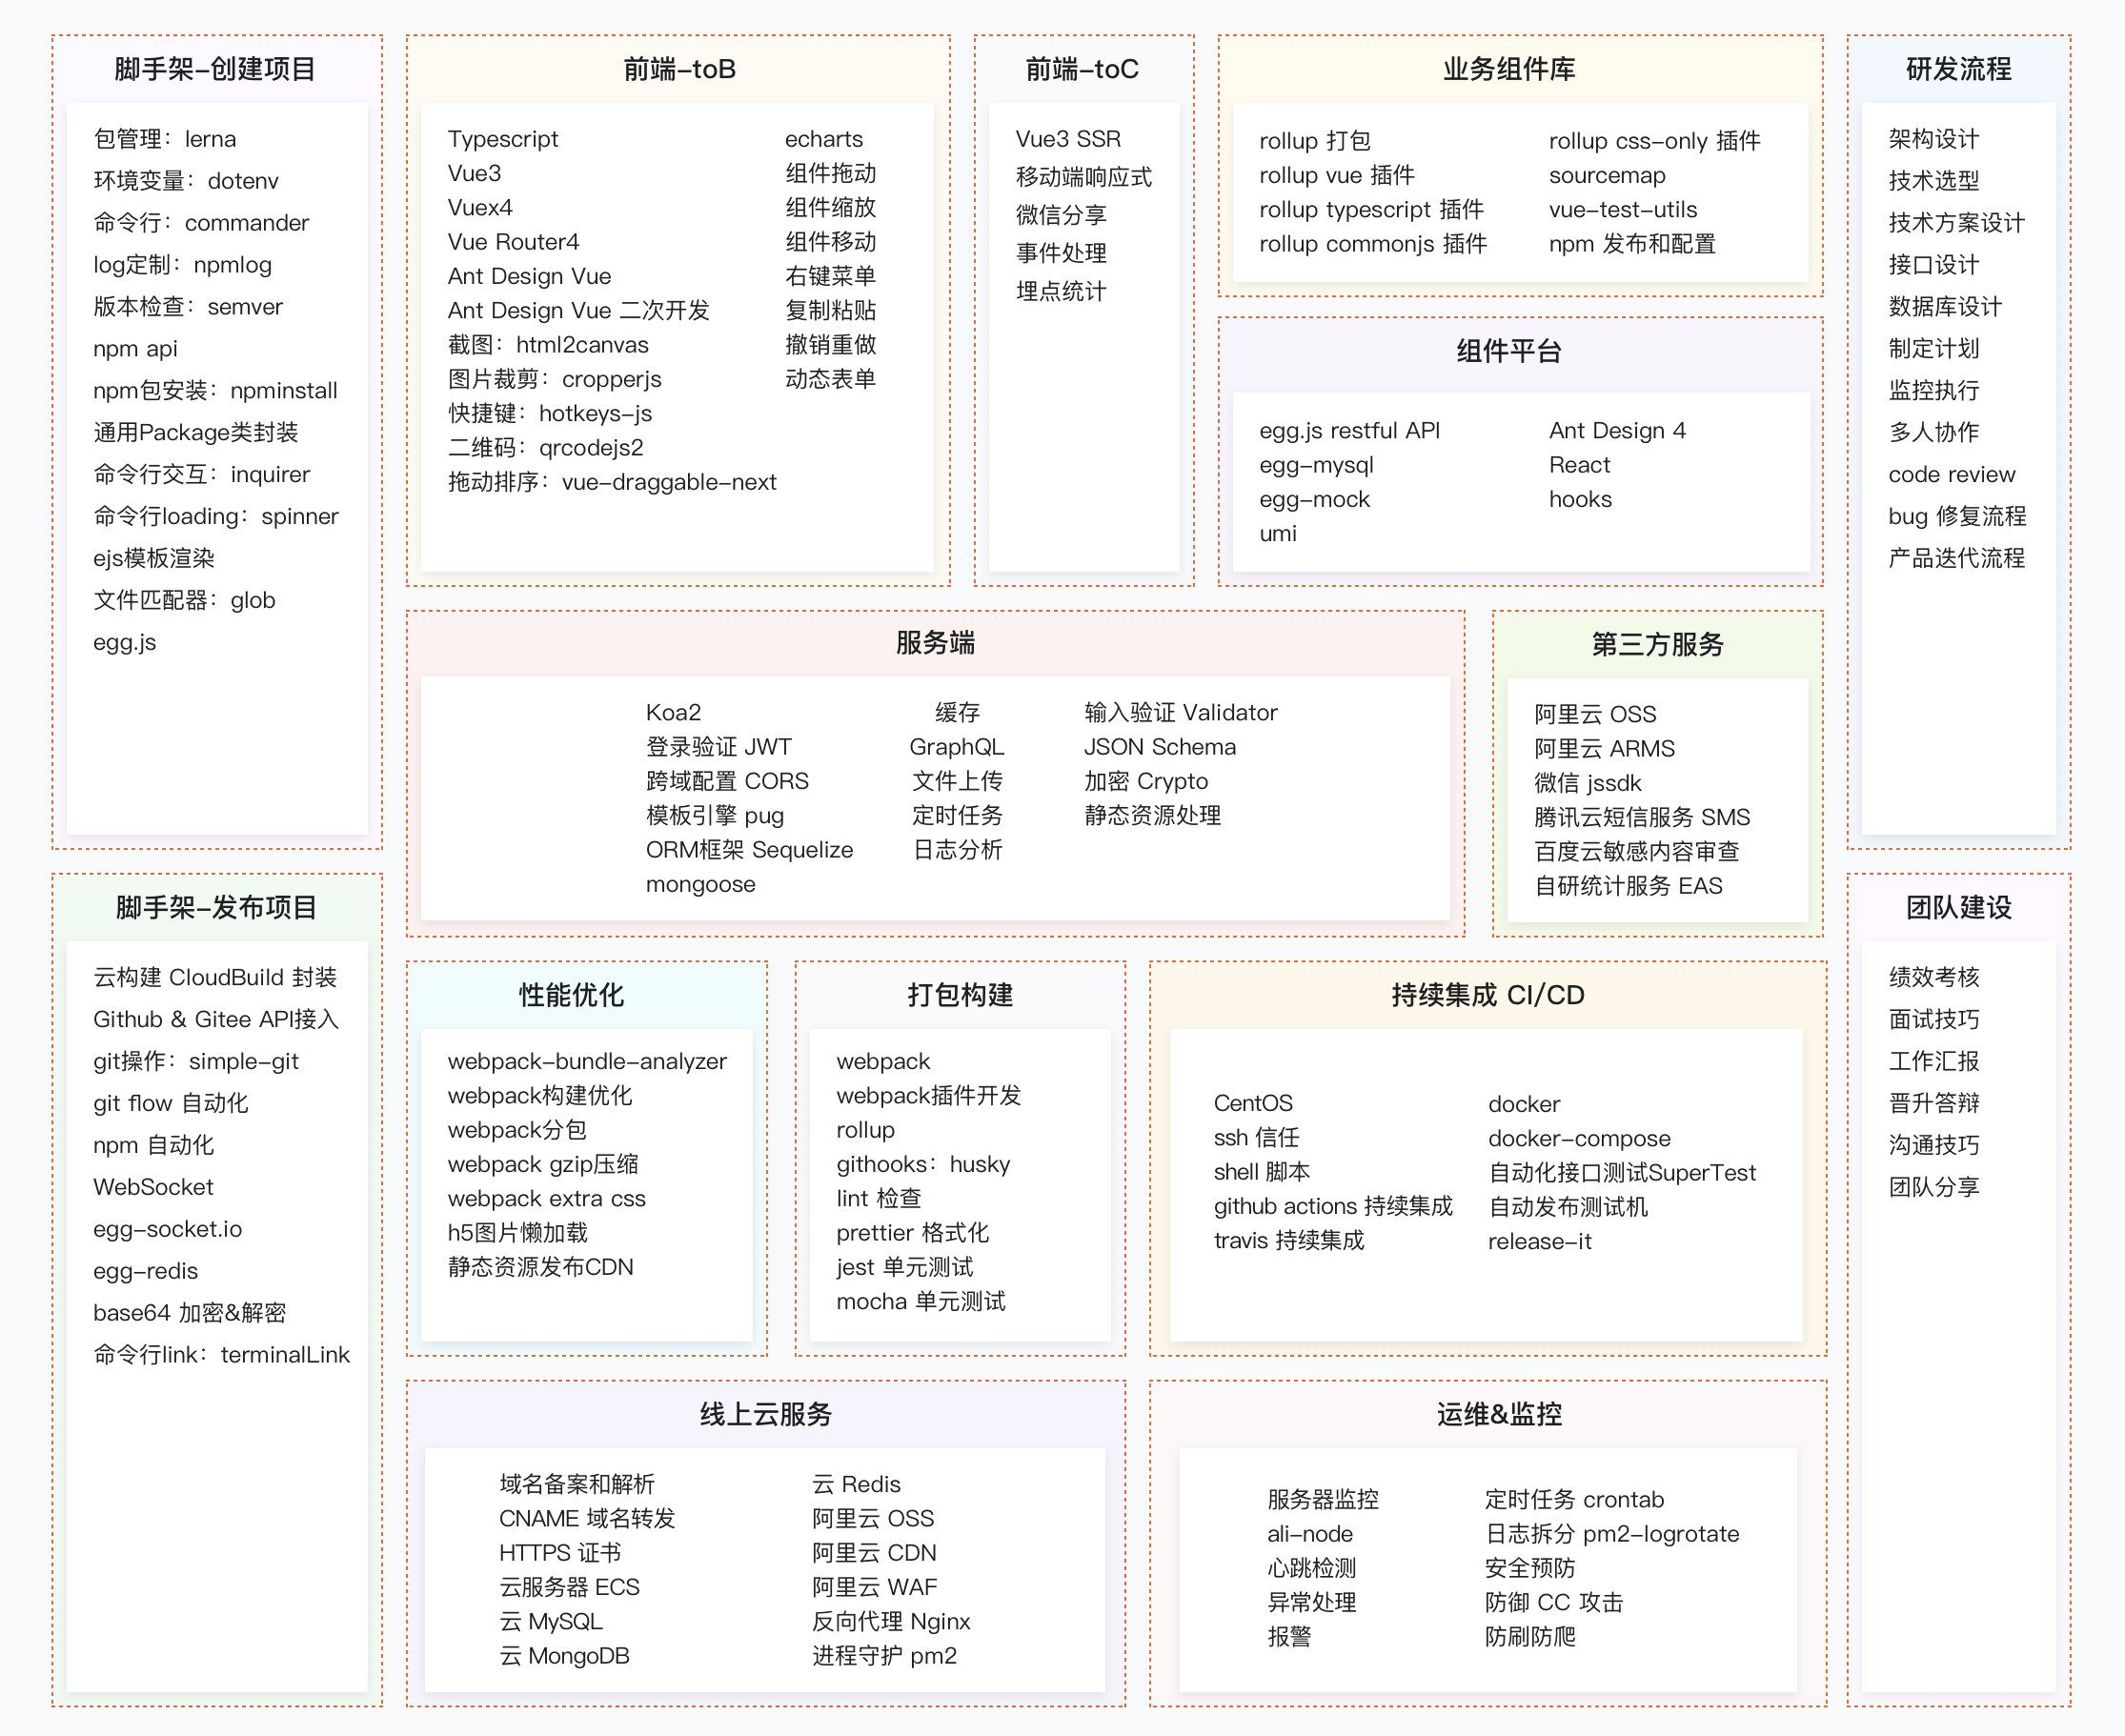 脚手架-创建项目
包管理：lerna
环境变量：dotenv
命令行：commander
log定制：npmlog
版本检查：semver
npm api
npm包安装：npminstall
通用Package类封装
命令行交互：inquirer
命令行loading：spinner
ejs模板渲染
文件匹配器：glob
egg.js
前端-toB
Typescript
Vue3
Vuex4
Vue Router4
Ant Design Vue
Ant Design Vue 二次开发
截图：html2canvas
图片裁剪：cropperjs
快捷键：hotkeys-js
二维码：qrcodejs2
拖动排序：vue-draggable-next
echarts
组件拖动
组件缩放
组件移动
右键菜单
复制粘贴
撤销重做
动态表单
前端-toC
Vue3 SSR
移动端响应式
微信分享
事件处理
埋点统计
业务组件库
rollup 打包
rollup vue 插件
rollup typescript 插件
rollup commonjs 插件
rollup css-only 插件
sourcemap
vue-test-utils
npm 发布和配置
组件平台
egg.js restful API
egg-mysql
egg-mock
umi
Ant Design 4
React
hooks
研发流程
架构设计
技术选型
技术方案设计
接口设计
数据库设计
制定计划
监控执行
多人协作
code review
bug 修复流程
产品迭代流程
服务端
Koa2
登录验证 JWT
跨域配置 CORS
模板引擎 pug
ORM框架 Sequelize
mongoose
缓存
GraphQL
文件上传
定时任务
日志分析
输入验证 Validator
JSON Schema
加密 Crypto
静态资源处理
第三方服务
阿里云 OSS
阿里云 ARMS
微信 jssdk
腾讯云短信服务 SMS
百度云敏感内容审查
自研统计服务 EAS
脚手架-发布项目
云构建 CloudBuild 封装
Github & Gitee API接入
git操作：simple-git
git flow 自动化
npm 自动化
WebSocket
egg-socket.io
egg-redis
base64 加密&解密
命令行link：terminalLink
性能优化
webpack-bundle-analyzer
webpack构建优化
webpack分包
webpack gzip压缩
webpack extra css
h5图片懒加载
静态资源发布CDN
打包构建
webpack
webpack插件开发
rollup
githooks：husky
lint 检查
prettier 格式化
jest 单元测试
mocha 单元测试
持续集成 CI/CD
CentOS
ssh 信任
shell 脚本
github actions 持续集成
travis 持续集成
docker
docker-compose
自动化接口测试SuperTest
自动发布测试机
release-it
团队建设
绩效考核
面试技巧
工作汇报
晋升答辩
沟通技巧
团队分享
线上云服务
域名备案和解析
CNAME 域名转发
HTTPS 证书
云服务器 ECS
云 MySQL
云 MongoDB
云 Redis
阿里云 OSS
阿里云 CDN
阿里云 WAF
反向代理 Nginx
进程守护 pm2
运维&监控
服务器监控
ali-node
心跳检测
异常处理
报警
定时任务 crontab
日志拆分 pm2-logrotate
安全预防
防御 CC 攻击
防刷防爬